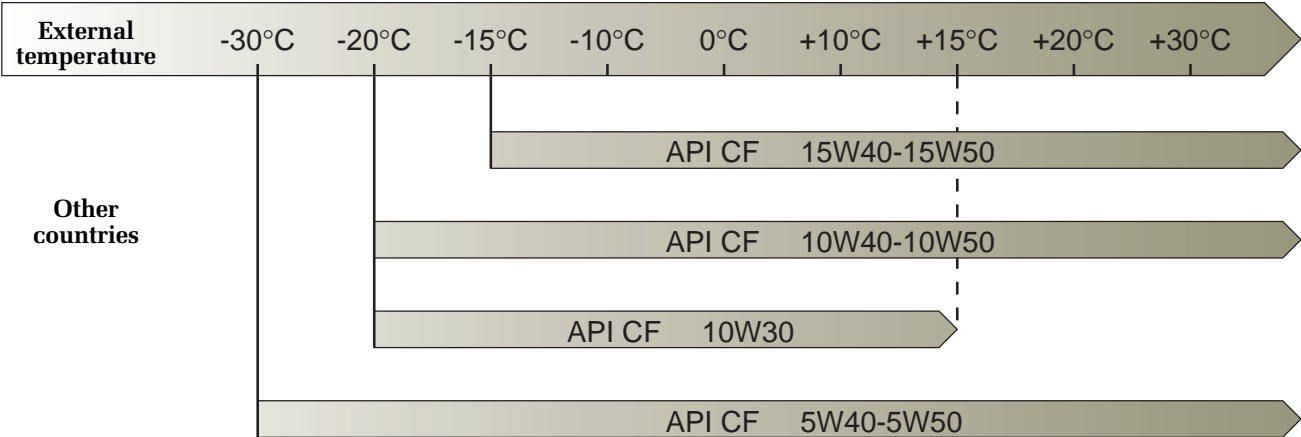 External
temperature
-30°C -20°C -15°C -10°C 0°C +10°C +15°C +20°C +30°C
API CF 15W40-15W50
Other
countries
API CF 10W40-10W50
API CF 10W30
API CF 5W40-5W50